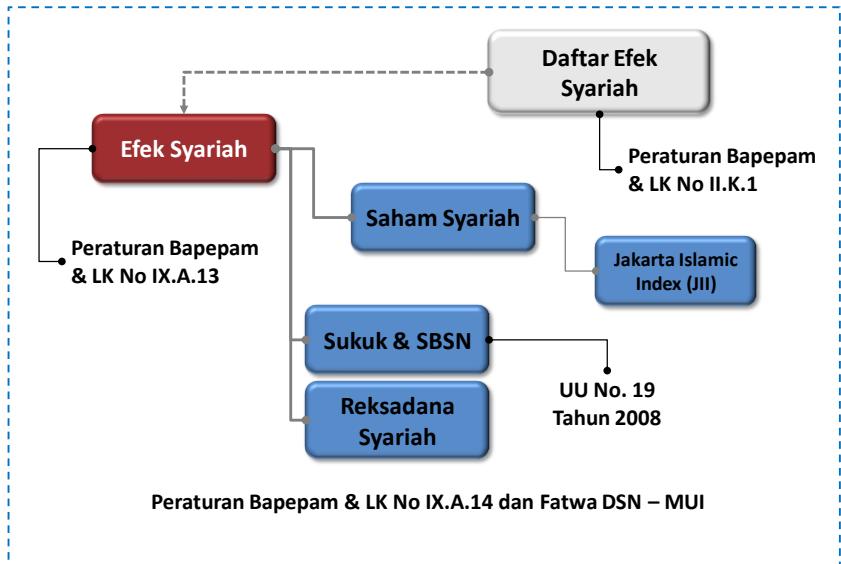 Daftar Efek
Syariah
Efek Syariah
Peraturan Bapepam
& LK No II.K.1
Saham Syariah
Peraturan Bapepam
& LK No IX.A.13
Jakarta Islamic
Index (JII)
Sukuk & SBSN
UU No. 19
Tahun 2008
Reksadana
Syariah
Peraturan Bapepam & LK No IX.A.14 dan Fatwa DSN – MUI